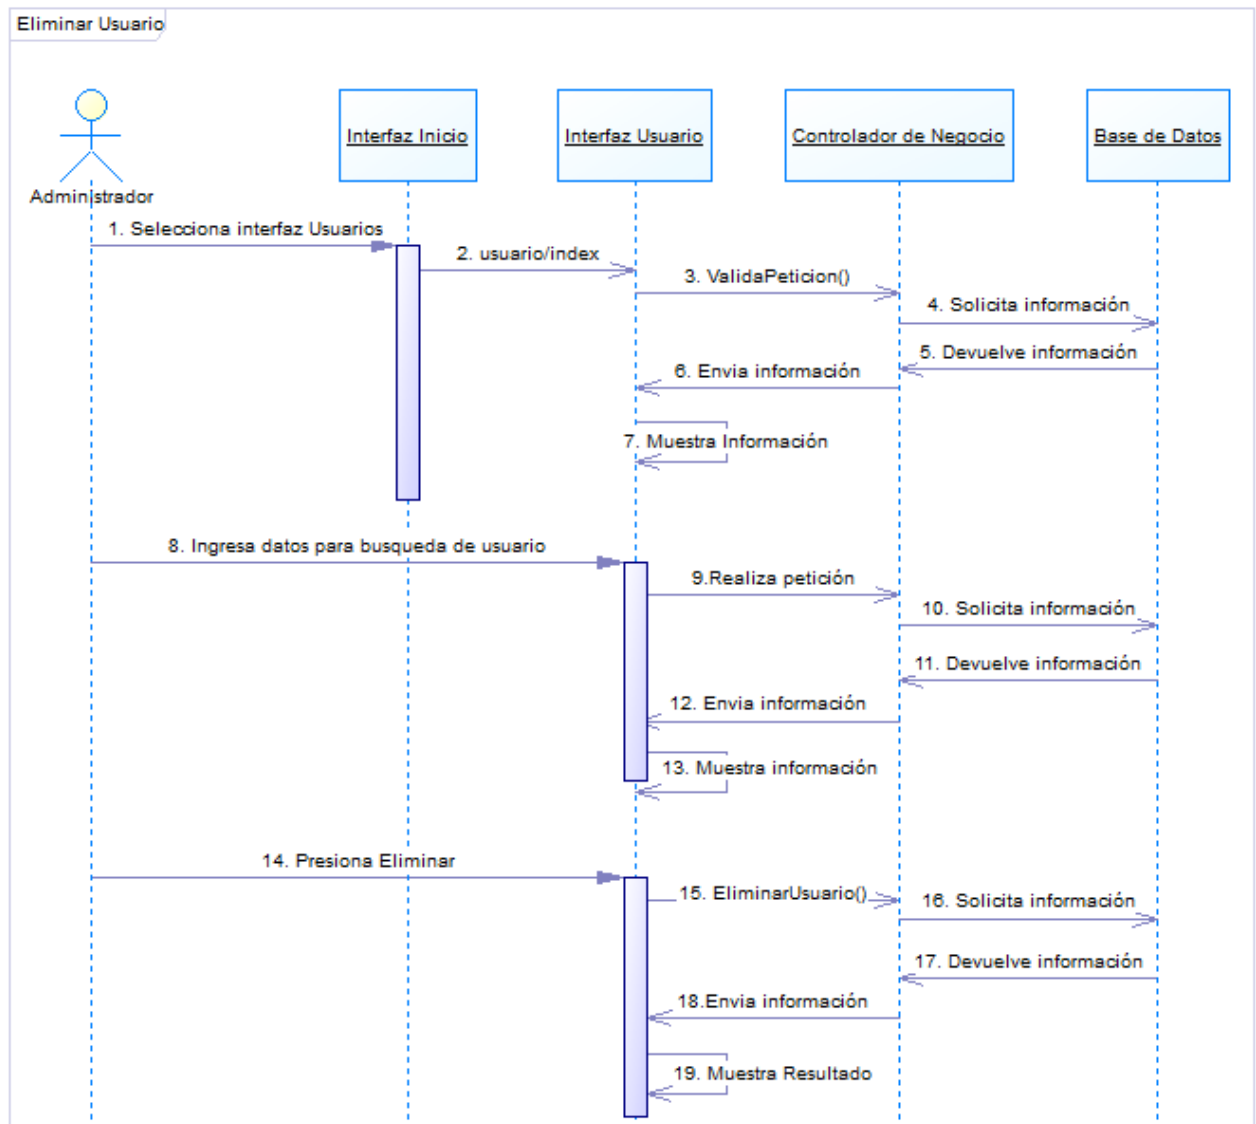 Eliminar Usuario
Interfaz Inicio
Interfaz Usuario
Controlador de Negocio
Base de Datos
Administrador
1. Selecciona interfaz Usuarios
2. usuario/index
3. ValidaPeticion()
4. Solicita información
5. Devuelve información
6. Envia información
7. Muestra Información
8. Ingresa datos para busqueda de usuario
9.Realiza petición
10. Solicita información
11. Devuelve información
12. Envia información
13. Muestra información
14. Presiona Eliminar
15. EliminarUsuario()
16. Solicita información
17. Devuelve información
18.Envia información
19. Muestra Resultado